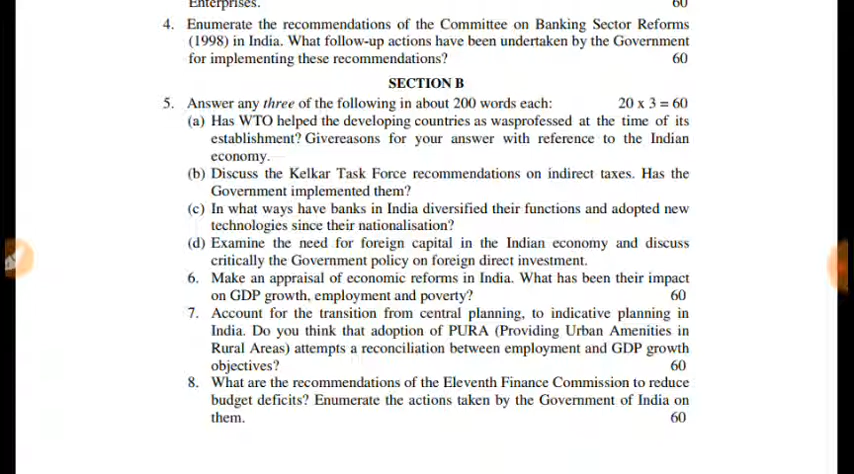 Enterprises. 60
4. Enumerate the recommendations of the Committee on Banking Sector Reforms
(1998) in India. What follow-up actions have been undertaken by the Government
for implementing these recommendations? 60
SECTION B
5. Answer any three of the following in about 200 words each: 20 x 3 = 60
(a) Has WTO helped the developing countries as wasprofessed at the time of its
establishment? Givereasons for your answer with reference to the Indian
economy.
(b) Discuss the Kelkar Task Force recommendations on indirect taxes. Has the
Government implemented them?
(c) In what ways have banks in India diversified their functions and adopted new
technologies since their nationalisation?
(d) Examine the need for foreign capital in the Indian economy and discuss
critically the Government policy on foreign direct investment.
6. Make an appraisal of economic reforms in India. What has been their impact
on GDP growth, employment and poverty? 60
7. Account for the transition from central planning, to indicative planning in
India. Do you think that adoption of PURA (Providing Urban Amenities in
Rural Areas) attempts a reconciliation between employment and GDP growth
objectives? 60
8. What are the recommendations of the Eleventh Finance Commission to reduce
budget deficits? Enumerate the actions taken by the Government of India on
them. 60